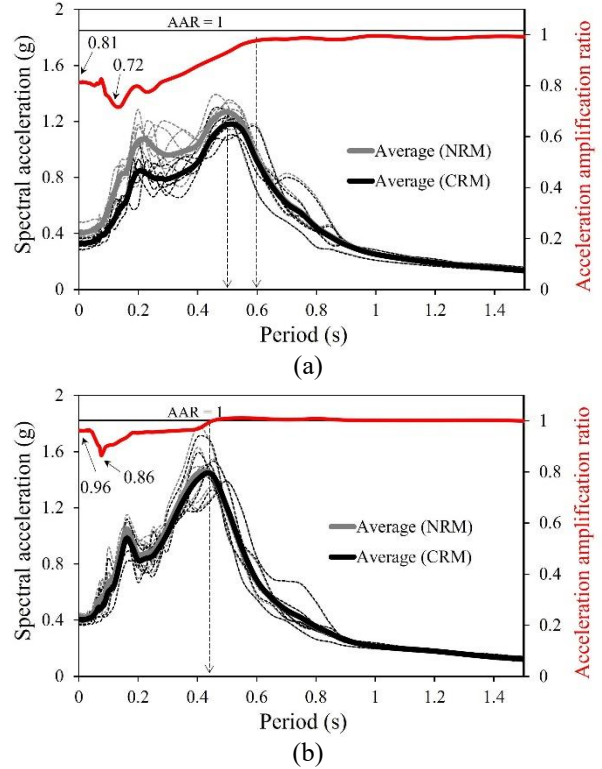 AAR = 1
2
1.6
1.2
0.8
0.4
0
Spectral acceleration (g)
0.81
0.72
Average (NRM)
Average (CRM)
1
0.8
0.6
0.4
0.2
0
Acceleration amplification ratio
0 0.2 0.4 0.6 0.8 1 1.2 1.4
Period (s)
(a)
AAR = 1
2
1.8
1.4
1.2
0.8
0.4
0
Spectral acceleration (g)
0.96
0.86
Average (NRM)
Average (CRM)
1
0.8
0.6
0.4
0.2
0
Acceleration amplification ratio
0 0.2 0.4 0.6 0.8 1 1.2 1.4
Period (s)
(b)